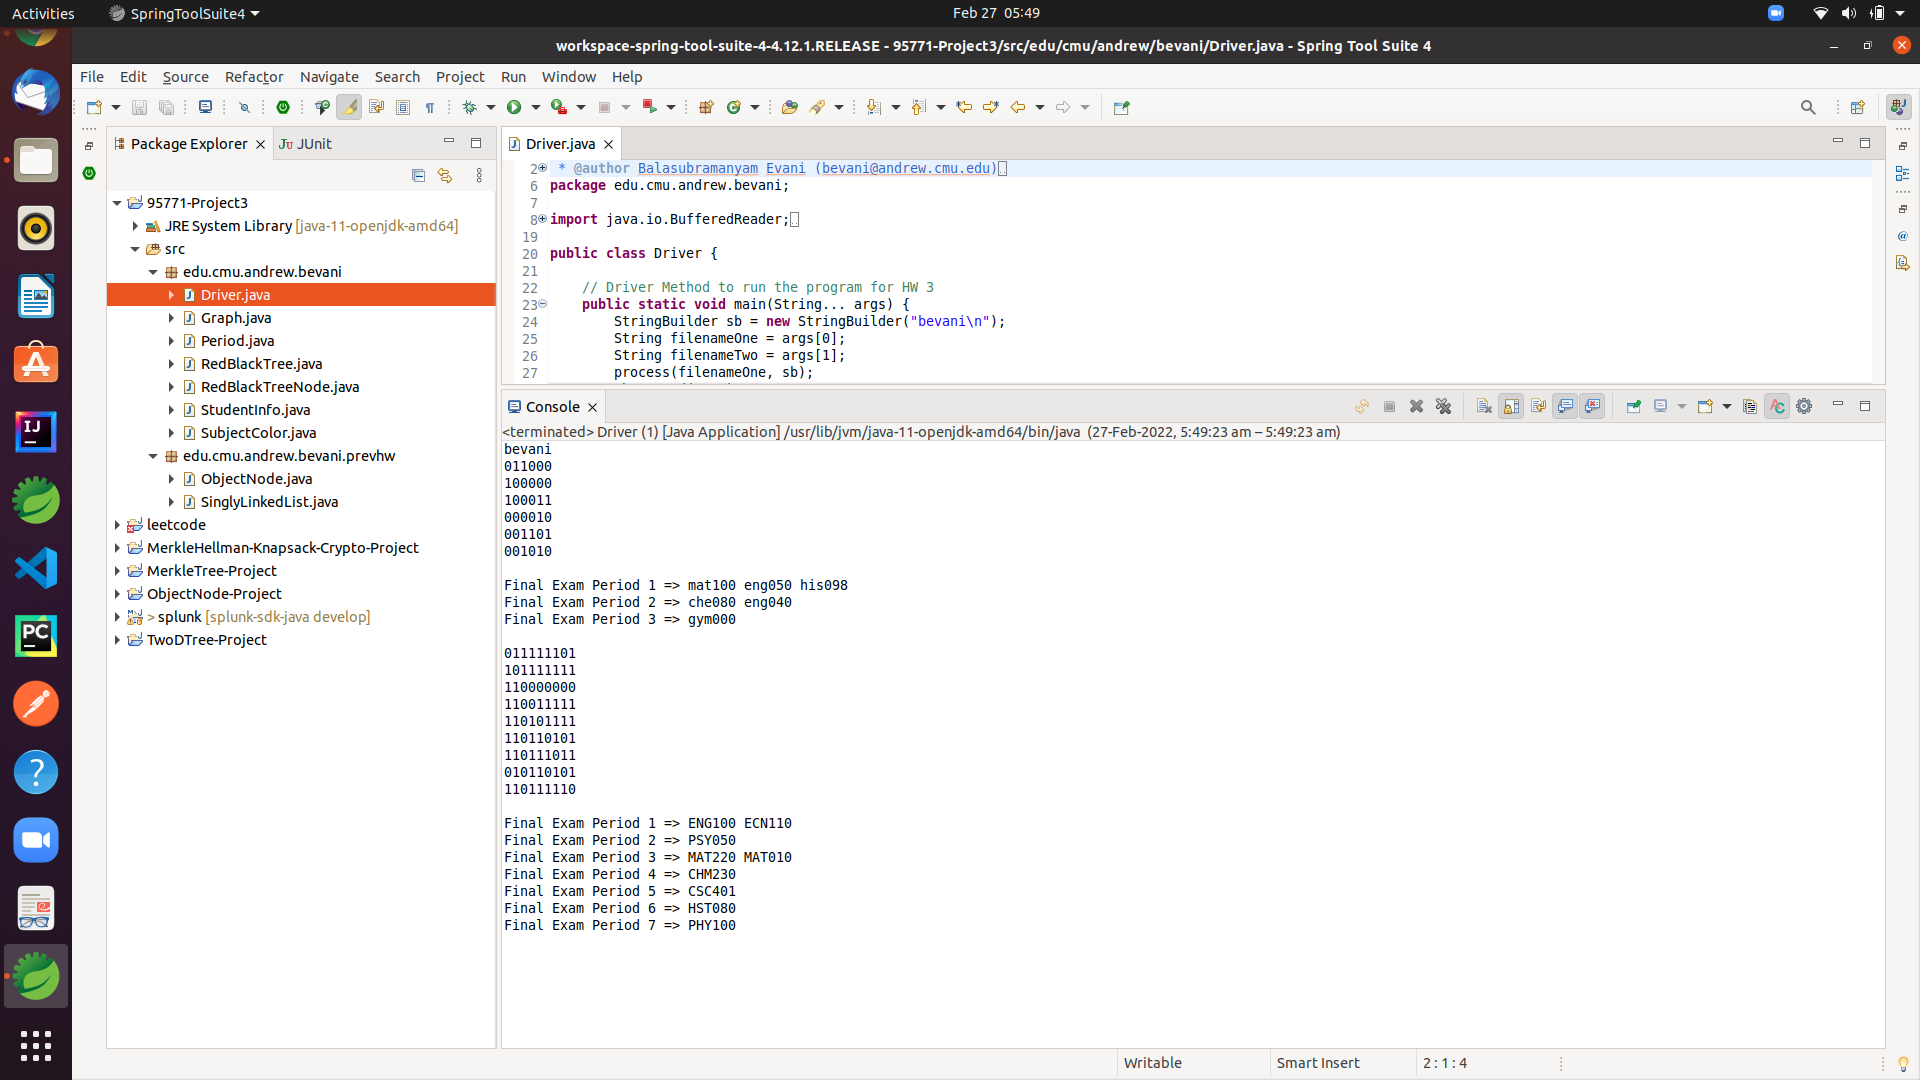 Activities
SpringToolSuite4
Feb 27 05:49
workspace-spring-tool-suite-4-4.12.1.RELEASE - 95771-Project3/src/edu/cmu/andrew/bevani/Driver.java - Spring Tool Suite 4
File Edit Source Refactor Navigate Search Project Run Window Help
Package Explorer
JUnit
95771-Project3
JRE System Library [java-11-openjdk-amd64]
src
edu.cmu.andrew.bevani
Driver.java
Graph.java
Period.java
RedBlackTree.java
RedBlackTreeNode.java
StudentInfo.java
SubjectColor.java
edu.cmu.andrew.bevani.prevhw
ObjectNode.java
SinglyLinkedList.java
leetcode
MerkleHellman-Knapsack-Crypto-Project
MerkleTree-Project
ObjectNode-Project
> splunk [splunk-sdk-java develop]
TwoDTree-Project
Driver.java
2 * @author Balasubramanyam Evani (bevani@andrew.cmu.edu)
6 package edu.cmu.andrew.bevani;
7
8 import java.io.BufferedReader;
19
20 public class Driver {
21
22 // Driver Method to run the program for HW 3
23 public static void main(String... args) {
24 StringBuilder sb = new StringBuilder("bevani\n");
25 String filenameOne = args[0];
26 String filenameTwo = args[1];
27 process(filenameOne, sb);
Console
<terminated> Driver (1) [Java Application] /usr/lib/jvm/java-11-openjdk-amd64/bin/java (27-Feb-2022, 5:49:23 am – 5:49:23 am)
bevani
011000
100000
100011
000010
001101
001010
Final Exam Period 1 => mat100 eng050 his098
Final Exam Period 2 => che080 eng040
Final Exam Period 3 => gym000
011111101
101111111
110000000
110011111
110101111
110110101
110111011
010110101
110111110
Final Exam Period 1 => ENG100 ECN110
Final Exam Period 2 => PSY050
Final Exam Period 3 => MAT220 MAT010
Final Exam Period 4 => CHM230
Final Exam Period 5 => CSC401
Final Exam Period 6 => HST080
Final Exam Period 7 => PHY100
Writable
Smart Insert
2 : 1 : 4